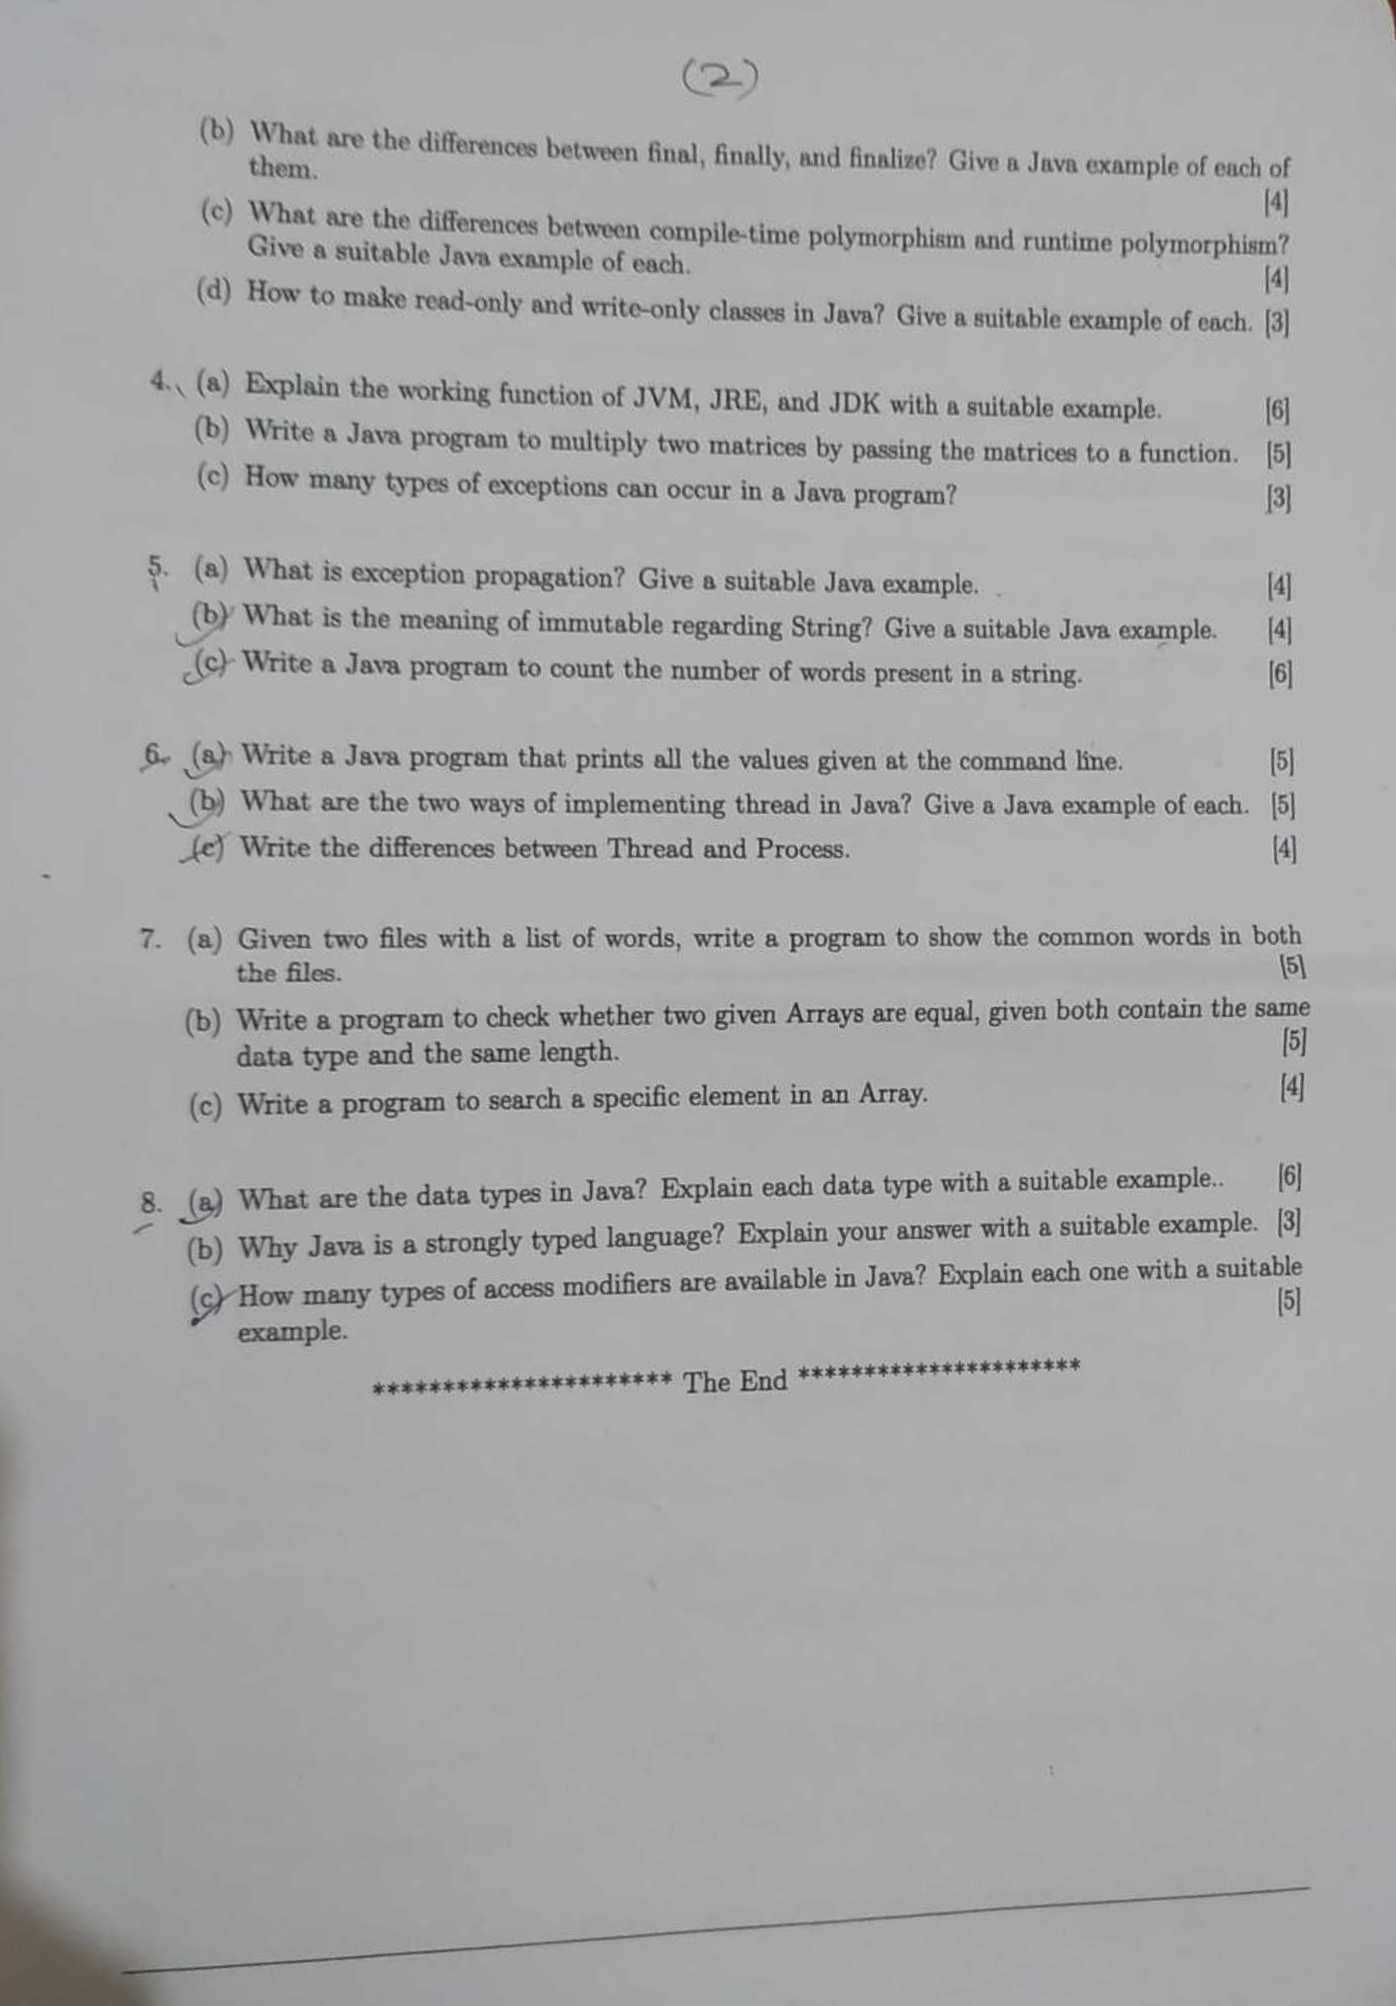 (2)
(b) What are the differences between final, finally, and finalize? Give a Java example of each of
them.
[4]
(c) What are the differences between compile-time polymorphism and runtime polymorphism?
Give a suitable Java example of each.
[4]
(d) How to make read-only and write-only classes in Java? Give a suitable example of each. [3]
4. (a) Explain the working function of JVM, JRE, and JDK with a suitable example. [6]
(b) Write a Java program to multiply two matrices by passing the matrices to a function. [5]
(c) How many types of exceptions can occur in a Java program? [3]
5. (a) What is exception propagation? Give a suitable Java example. [4]
(b) What is the meaning of immutable regarding String? Give a suitable Java example. [4]
(c) Write a Java program to count the number of words present in a string. [6]
6. (a) Write a Java program that prints all the values given at the command line. [5]
(b) What are the two ways of implementing thread in Java? Give a Java example of each. [5]
(c) Write the differences between Thread and Process. [4]
7. (a) Given two files with a list of words, write a program to show the common words in both
the files. [5]
(b) Write a program to check whether two given Arrays are equal, given both contain the same
data type and the same length. [5]
(c) Write a program to search a specific element in an Array. [4]
8. (a) What are the data types in Java? Explain each data type with a suitable example.. [6]
(b) Why Java is a strongly typed language? Explain your answer with a suitable example. [3]
(c) How many types of access modifiers are available in Java? Explain each one with a suitable
example. [5]
********************** The End **********************